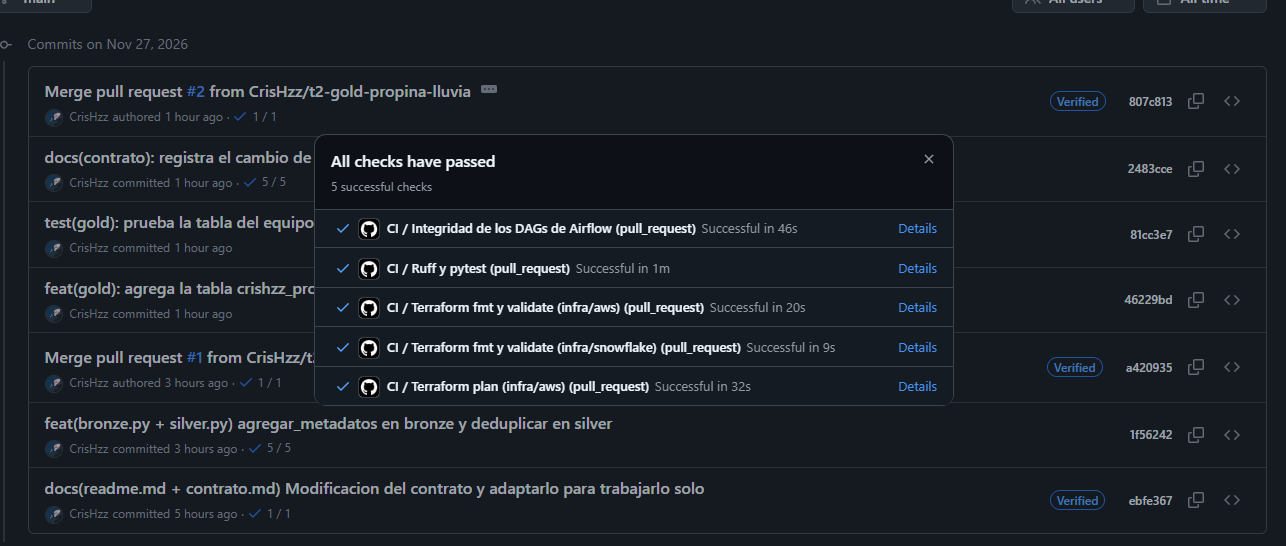 main
All users
All time
Commits on Nov 27, 2026
Merge pull request #2 from CrisHzz/t2-gold-propina-lluvia
Verified
807c813
CrisHzz authored 1 hour ago · 1 / 1
docs(contrato): registra el cambio de
2483cce
CrisHzz committed 1 hour ago · 5 / 5
test(gold): prueba la tabla del equipo
81cc3e7
CrisHzz committed 1 hour ago
feat(gold): agrega la tabla crishzz_pro
46229bd
CrisHzz committed 1 hour ago
Merge pull request #1 from CrisHzz/t2
Verified
a420935
CrisHzz authored 3 hours ago · 1 / 1
feat(bronze.py + silver.py) agregar_metadatos en bronze y deduplicar en silver
1f56242
CrisHzz committed 3 hours ago · 5 / 5
docs(readme.md + contrato.md) Modificacion del contrato y adaptarlo para trabajarlo solo
Verified
ebfe367
CrisHzz committed 5 hours ago · 1 / 1
All checks have passed
5 successful checks
CI / Integridad de los DAGs de Airflow (pull_request) Successful in 46s Details
CI / Ruff y pytest (pull_request) Successful in 1m Details
CI / Terraform fmt y validate (infra/aws) (pull_request) Successful in 20s Details
CI / Terraform fmt y validate (infra/snowflake) (pull_request) Successful in 9s Details
CI / Terraform plan (infra/aws) (pull_request) Successful in 32s Details